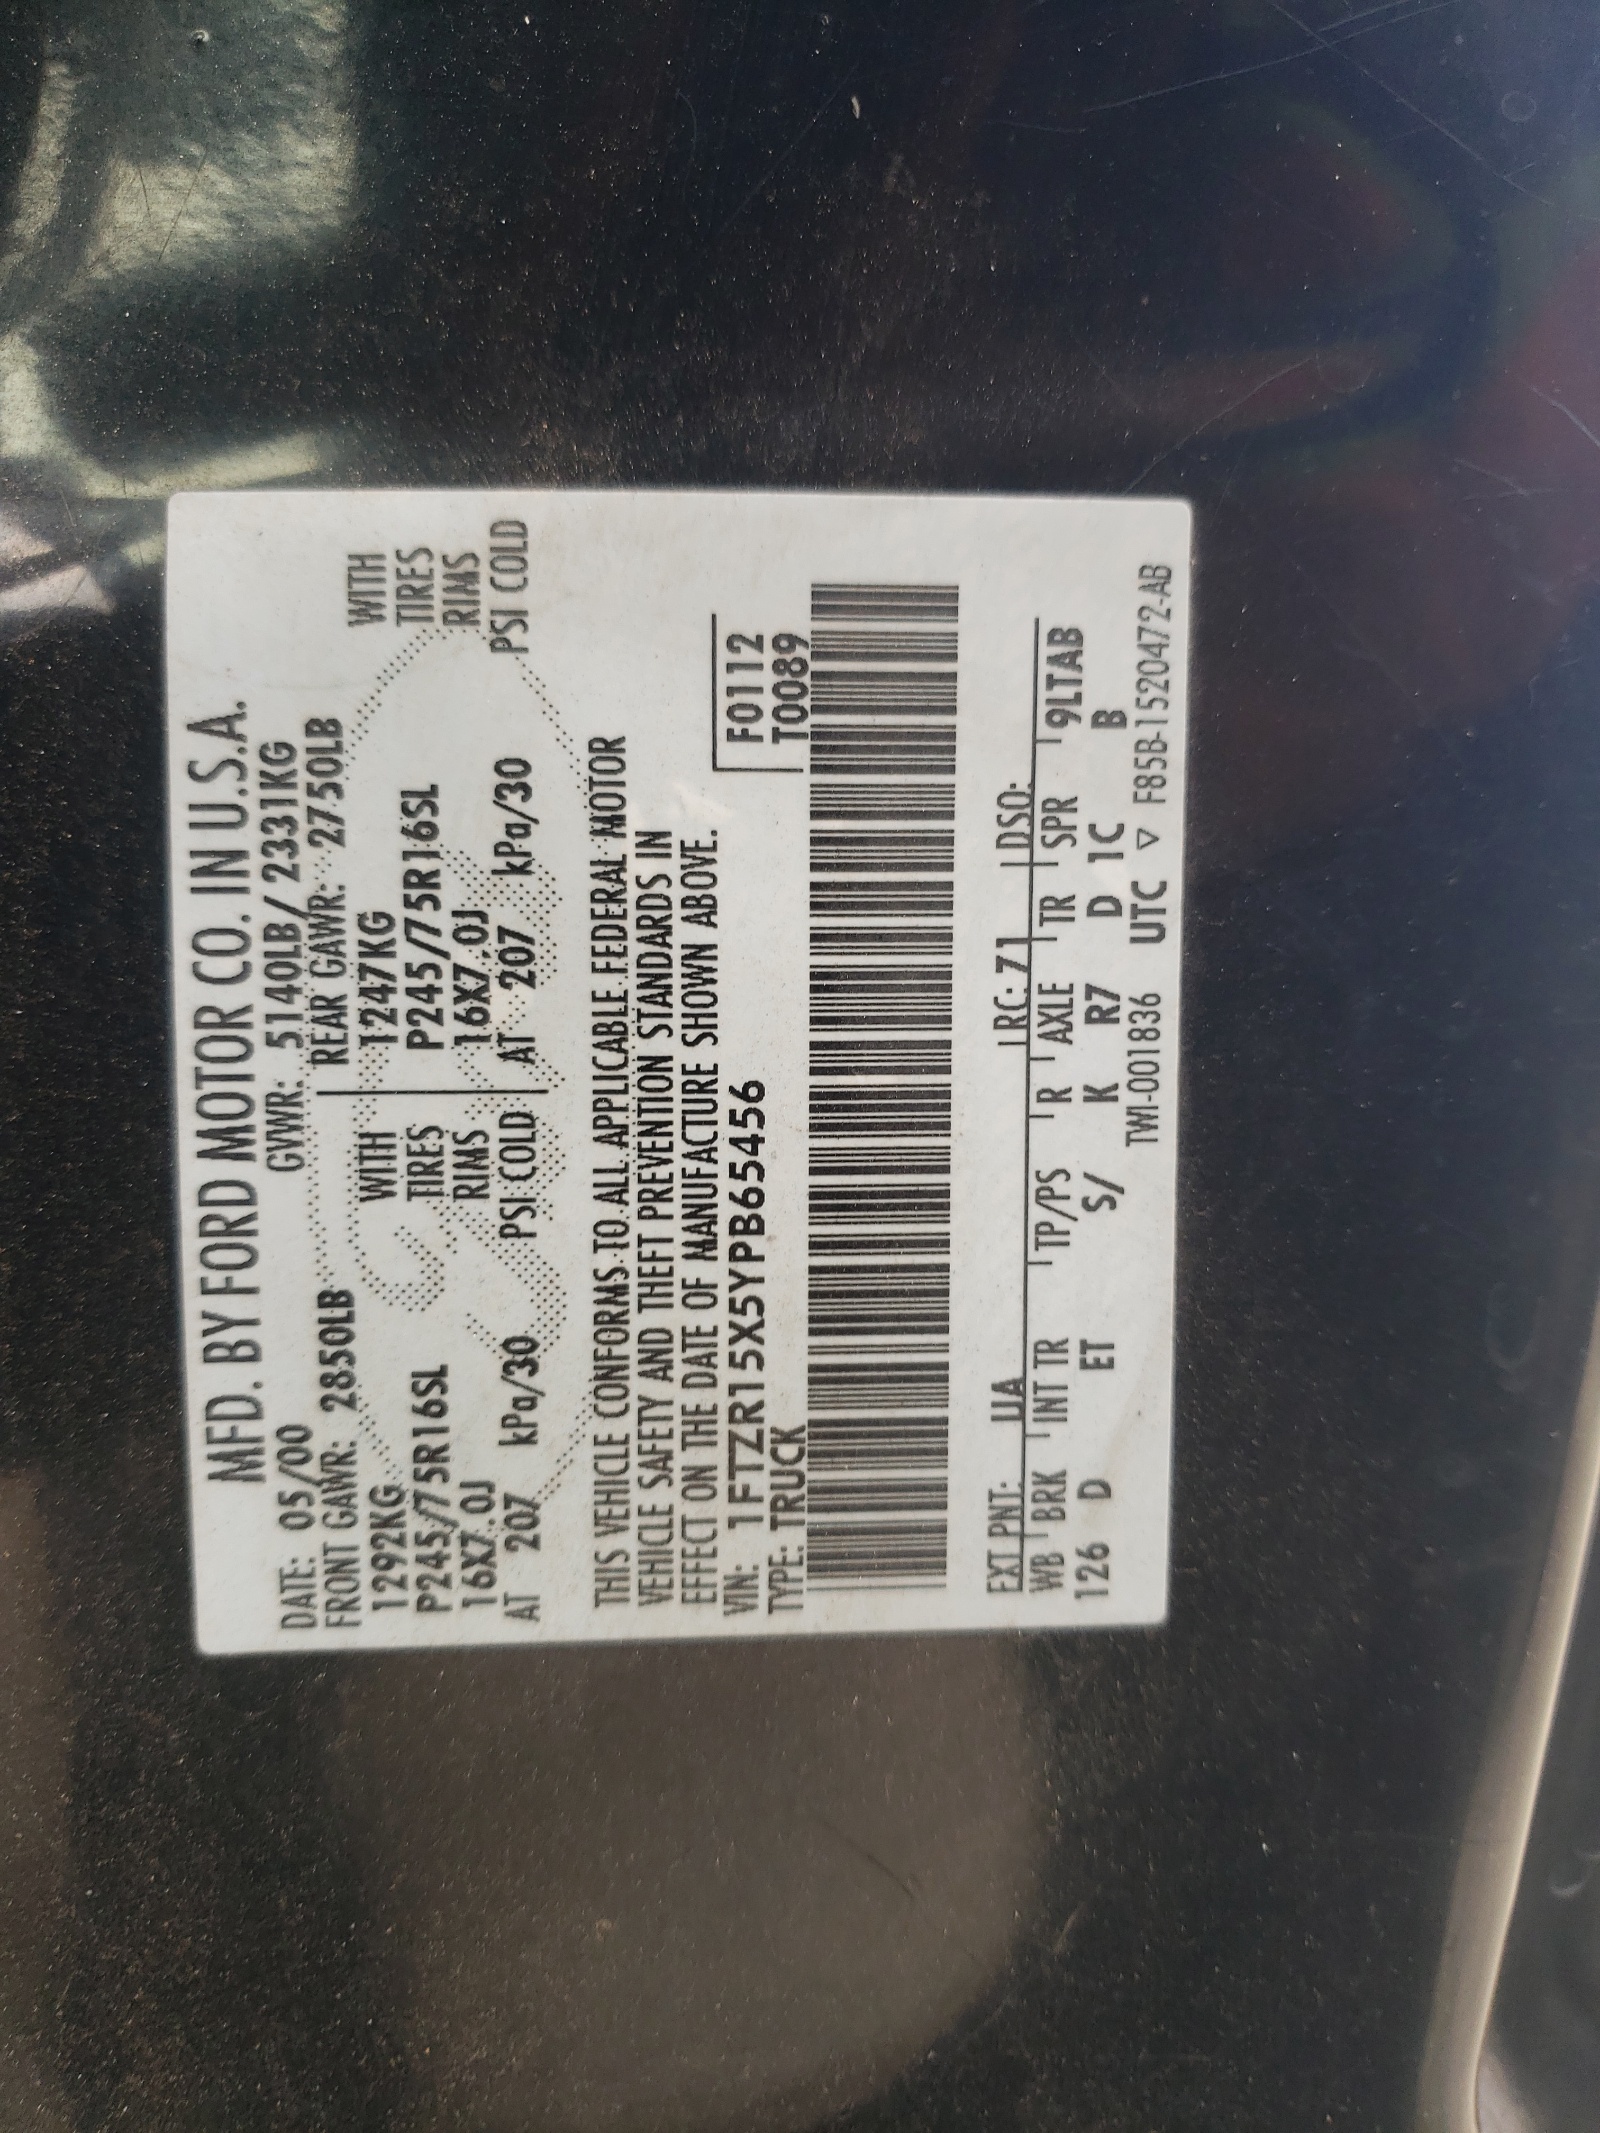 MFD. BY FORD MOTOR CO. IN U.S.A.
DATE: 05/00 GVWR: 5140LB/ 2331KG
FRONT GAWR: 2850LB REAR GAWR: 2750LB
1292KG WITH 1247KG WITH
P245/75R16SL TIRES P245/75R16SL TIRES
16X7.0J RIMS 16X7.0J RIMS
AT 207 kPa/30 PSI COLD AT 207 kPa/30 PSI COLD
THIS VEHICLE CONFORMS TO ALL APPLICABLE FEDERAL MOTOR
VEHICLE SAFETY AND THEFT PREVENTION STANDARDS IN
EFFECT ON THE DATE OF MANUFACTURE SHOWN ABOVE.
VIN: 1FTZR15X5YPB65456 F0112
TYPE: TRUCK T0089
EXT PNT: UA RC: 71 DSO:
WB BRK INT TR TP/PS R AXLE TR SPR 9LTAB
126 D ET S/ K R7 D 1C B
TWI-001836 UTC ▽ F85B-1520472-AB